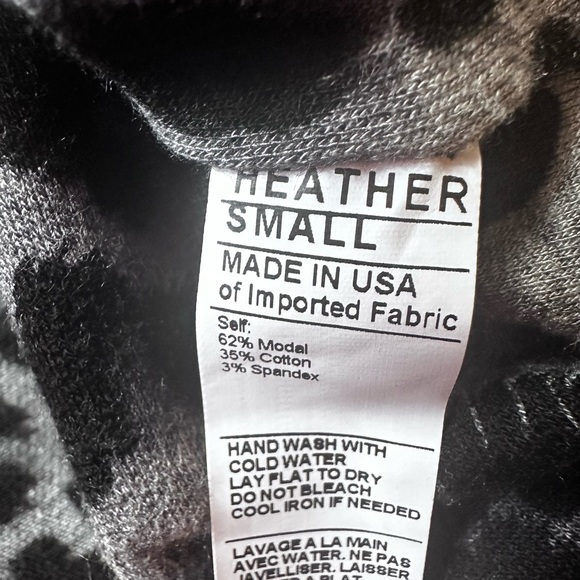 HEATHER
SMALL
MADE IN USA
of Imported Fabric
Self:
62% Modal
35% Cotton
3% Spandex
HAND WASH WITH
COLD WATER
LAY FLAT TO DRY
DO NOT BLEACH
COOL IRON IF NEEDED
LAVAGE A LA MAIN
AVEC WATER. NE PAS
JAVELLISER. LAISSER
A PLAT